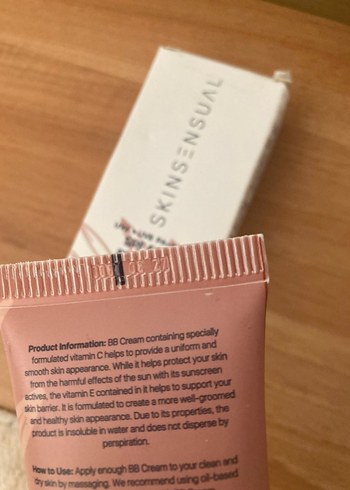 SKINSENSUAL
Product Information: BB Cream containing specially
formulated vitamin C helps to provide a uniform and
smooth skin appearance. While it helps protect your skin
from the harmful effects of the sun with its sunscreen
actives, the vitamin E contained in it helps to support your
skin barrier. It is formulated to create a more well-groomed
and healthy skin appearance. Due to its properties, the
product is insoluble in water and does not disperse by
perspiration.
How to Use: Apply enough BB Cream to your clean and
dry skin by massaging. We recommend using oil-based